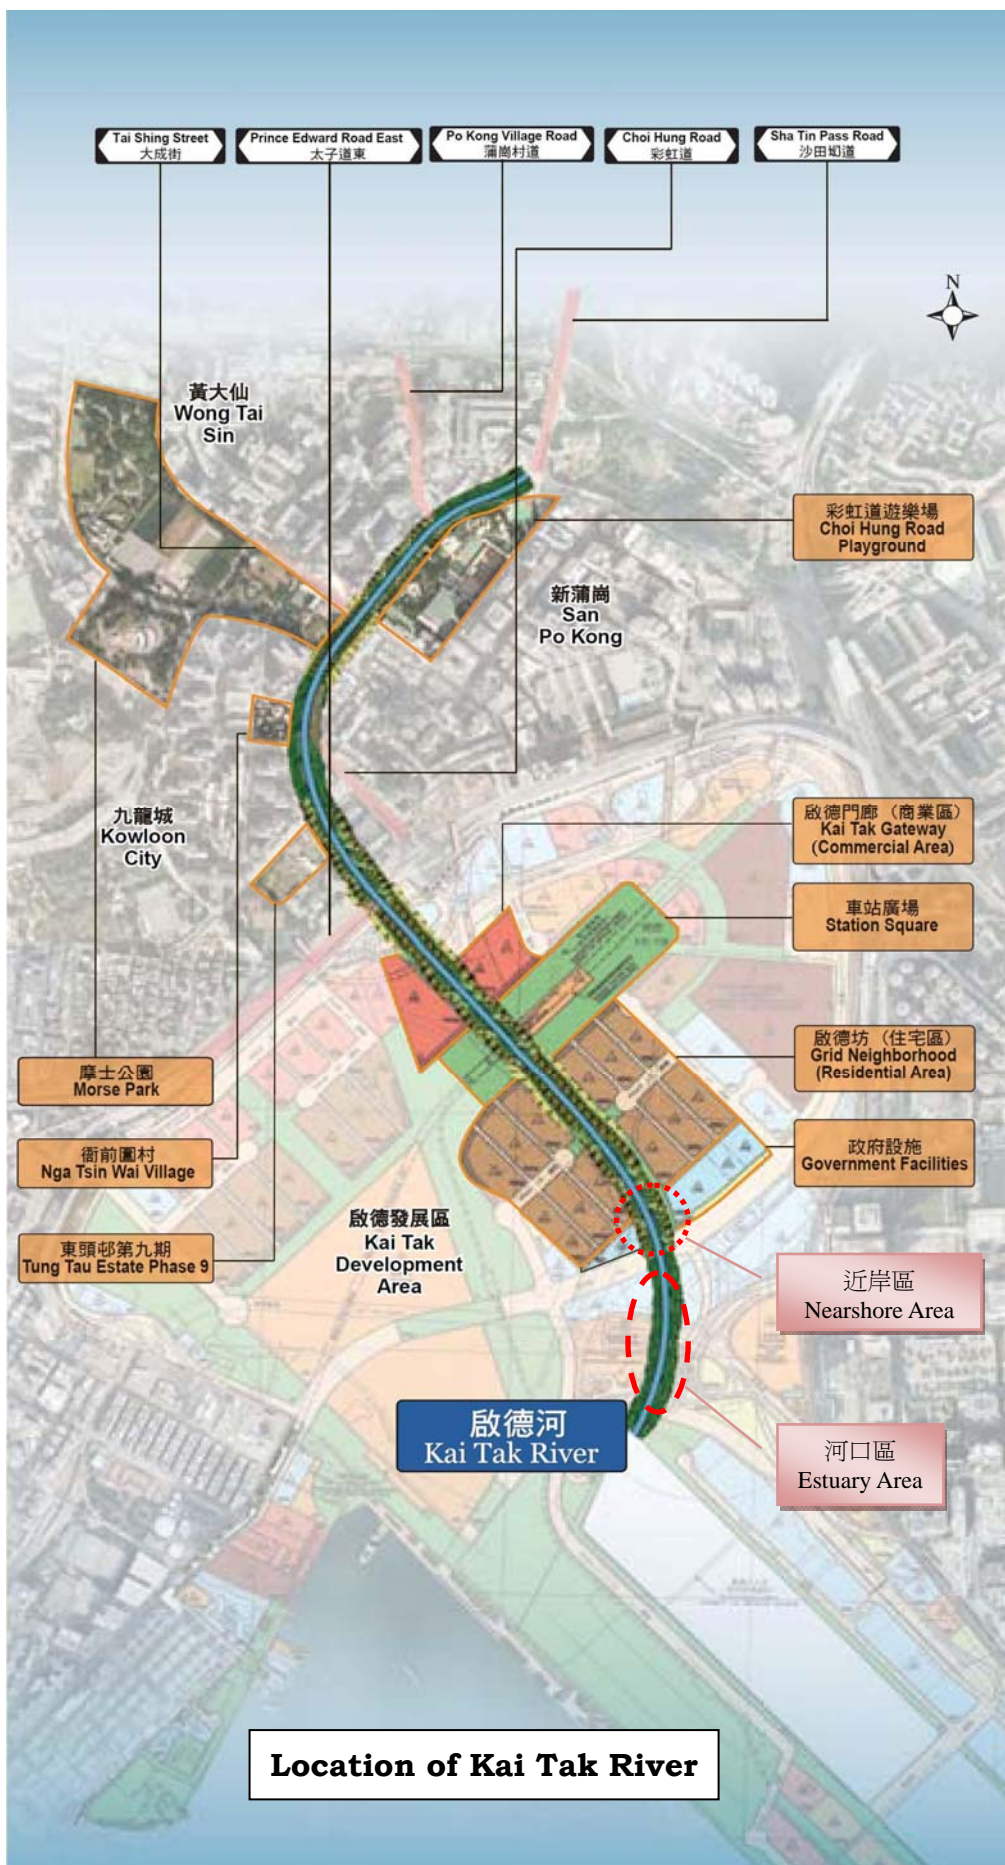 Tai Shing Street
大成街
Prince Edward Road East
太子道東
Po Kong Village Road
蒲崗村道
Choi Hung Road
彩虹道
Sha Tin Pass Road
沙田坳道
N
黃大仙
Wong Tai
Sin
彩虹道遊樂場
Choi Hung Road
Playground
新蒲崗
San
Po Kong
九龍城
Kowloon
City
啟德門廊（商業區）
Kai Tak Gateway
(Commercial Area)
車站廣場
Station Square
啟德坊（住宅區）
Grid Neighborhood
(Residential Area)
摩士公園
Morse Park
衙前圍村
Nga Tsin Wai Village
政府設施
Government Facilities
東頭邨第九期
Tung Tau Estate Phase 9
啟德發展區
Kai Tak
Development
Area
近岸區
Nearshore Area
啟德河
Kai Tak River
河口區
Estuary Area
Location of Kai Tak River